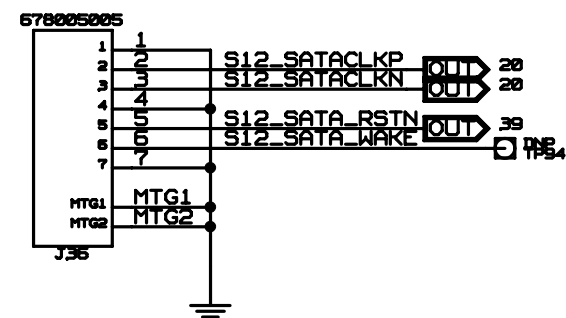 678005005
1 1
2 2 S12_SATACLKP OUT 20
3 3 S12_SATACLKN OUT 20
4 4
5 5 S12_SATA_RSTN OUT 39
6 6 S12_SATA_WAKE DNP
TP94
7 7
MTG1 MTG1
MTG2 MTG2
J36